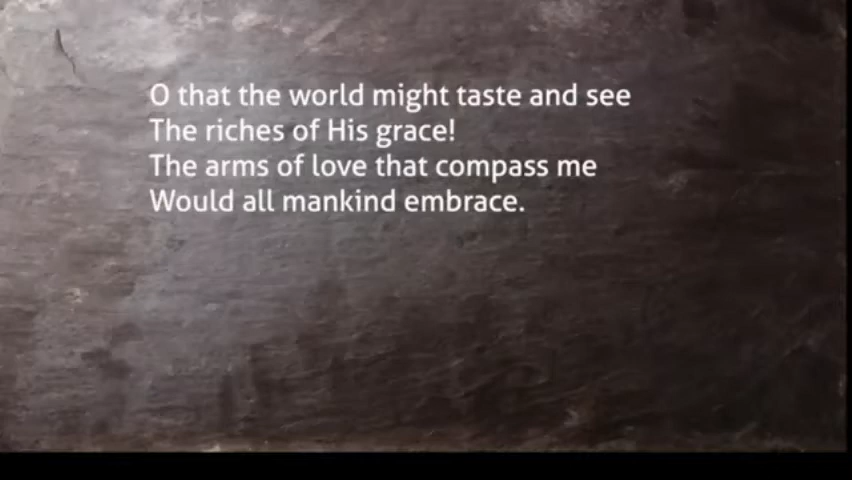 O that the world might taste and see
The riches of His grace!
The arms of love that compass me
Would all mankind embrace.